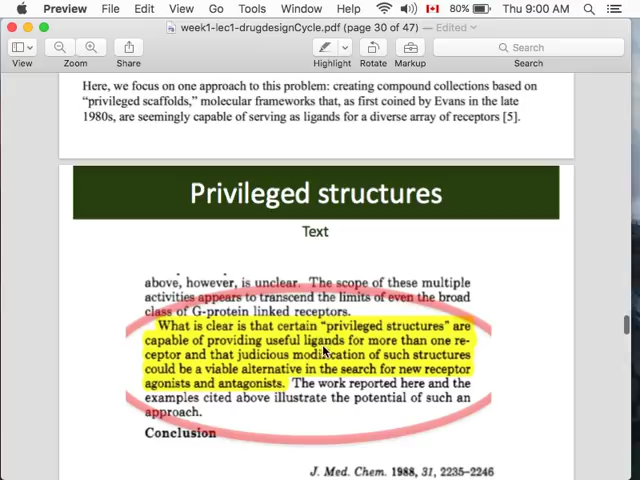 Preview File Edit View Go Tools Window Help 80% Thu 9:00 AM
week1-lec1-drugdesignCycle.pdf (page 30 of 47) — Edited
Search
View Zoom Share Highlight Rotate Markup Search
Here, we focus on one approach to this problem: creating compound collections based on
“privileged scaffolds,” molecular frameworks that, as first coined by Evans in the late
1980s, are seemingly capable of serving as ligands for a diverse array of receptors [5].
Privileged structures
Text
above, however, is unclear. The scope of these multiple
activities appears to transcend the limits of even the broad
class of G-protein linked receptors.
What is clear is that certain “privileged structures” are
capable of providing useful ligands for more than one re-
ceptor and that judicious modification of such structures
could be a viable alternative in the search for new receptor
agonists and antagonists. The work reported here and the
examples cited above illustrate the potential of such an
approach.
Conclusion
J. Med. Chem. 1988, 31, 2235-2246